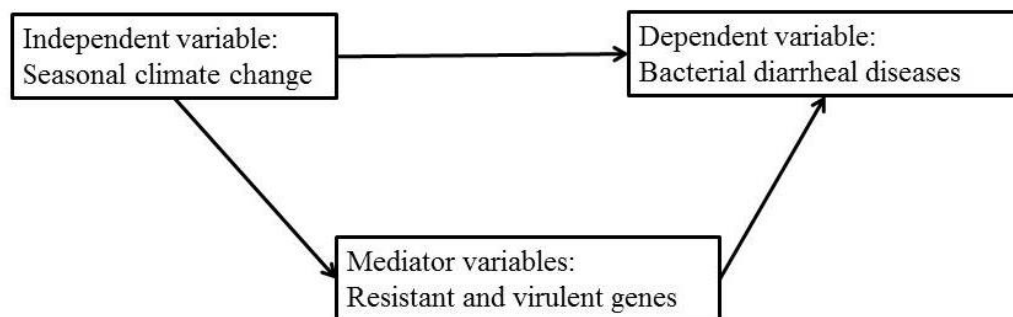 Independent variable:
Seasonal climate change
Dependent variable:
Bacterial diarrheal diseases
Mediator variables:
Resistant and virulent genes